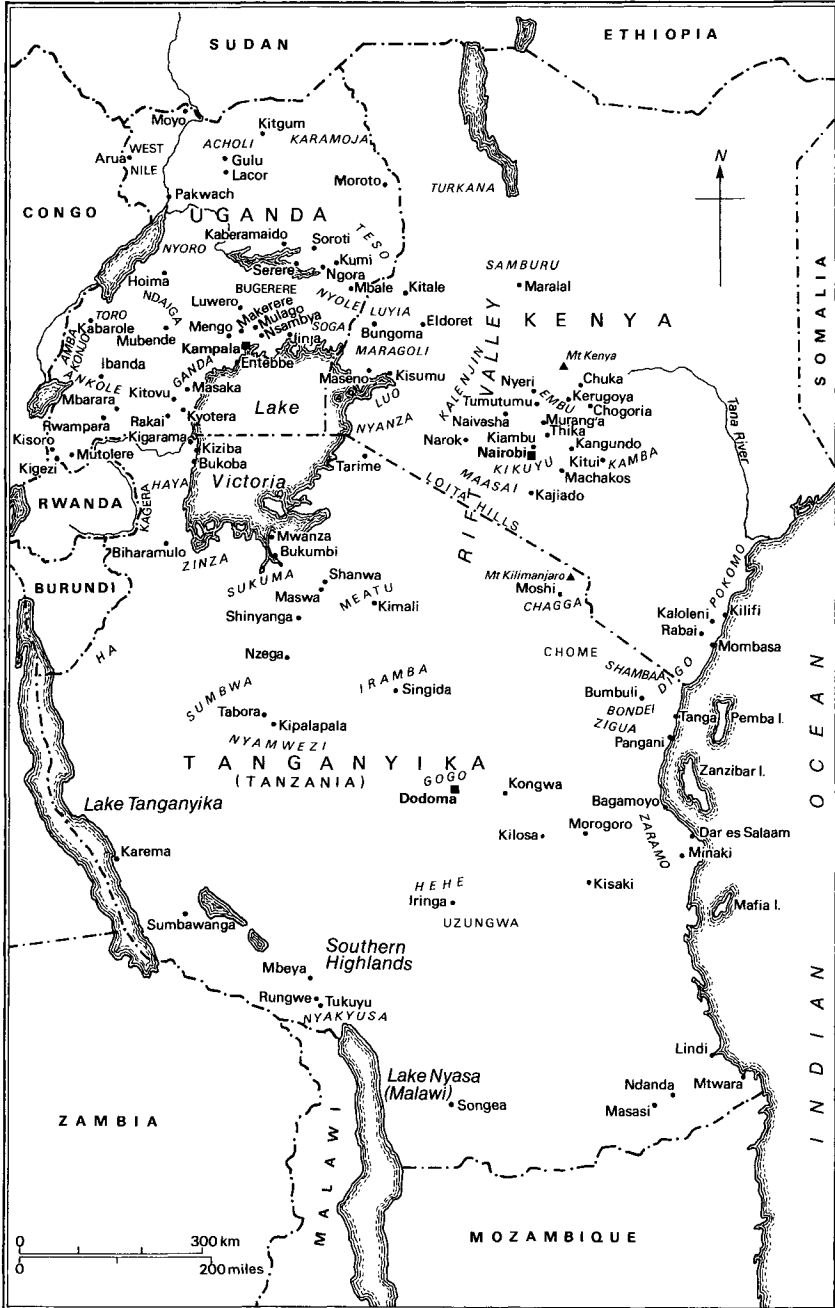 SUDAN
ETHIOPIA
Moyo
Kitgum
ACHOLI
KARAMOJA
WEST
NILE
Arua
Gulu
Lacor
Moroto
TURKANA
N
Pakwach
CONGO
UGANDA
SOMALIA
Kaberamaido
Soroti
TESO
NYORO
Serere
Kumi
Ngora
SAMBURU
Maralal
Hoima
BUGERERE
Mbale
Kitale
NDAIGA
Luwero
NYOLE
LUYIA
TORO
Kabarole
Makerere
Mulago
Mengo
Nsambya
SOGA
Bungoma
Eldoret
VALLEY
KENYA
Mubende
Jinja
Kampala
MARAGOLI
AMBA
KONJO
Ibanda
Entebbe
Mt Kenya
KALENJIN
NKOLE
GANDA
Maseno
Kisumu
Nyeri
Chuka
Kitovu
Masaka
Lake
LUO
EMBU
Kerugoya
Mbarara
Tumutumu
Chogoria
Tana River
Rwampara
Rakai
Kyotera
NYANZA
Naivasha
Murang'a
Thika
Kisoro
Kigarama
Narok
Kiambu
Kangundo
Kigezi
Mutolere
Kiziba
Nairobi
Bukoba
Tarime
KIKUYU
Kitui
KAMBA
HAYA
Victoria
MAASAI
Machakos
RWANDA
KAGERA
LOITA HILLS
Kajiado
RIFT
Mwanza
Biharamulo
Bukumbi
ZINZA
BURUNDI
SUKUMA
Shanwa
Mt Kilimanjaro
POKOMO
Maswa
MEATU
Moshi
Kimali
CHAGGA
Kaloleni
Kilifi
Shinyanga
Rabai
HA
Nzega
CHOME
Mombasa
IRAMBA
SHAMBAA
DIGO
SUMBWA
Singida
Bumbuli
Tabora
BONDEI
Tanga
Pemba I.
Kipalapala
ZIGUA
NYAMWEZI
Pangani
TANGANYIKA
(TANZANIA)
GOGO
Zanzibar I.
Kongwa
Dodoma
Bagamoyo
Lake Tanganyika
Kilosa
Morogoro
ZARAMO
Dar es Salaam
Karema
Minaki
HEHE
Kisaki
Iringa
Mafia I.
UZUNGWA
Sumbawanga
Southern
Highlands
Mbeya
Rungwe
Tukuyu
NYAKYUSA
Lindi
Lake Nyasa
(Malawi)
Ndanda
Mtwara
Songea
Masasi
ZAMBIA
MALAWI
MOZAMBIQUE
INDIAN OCEAN
0 300 km
0 200 miles